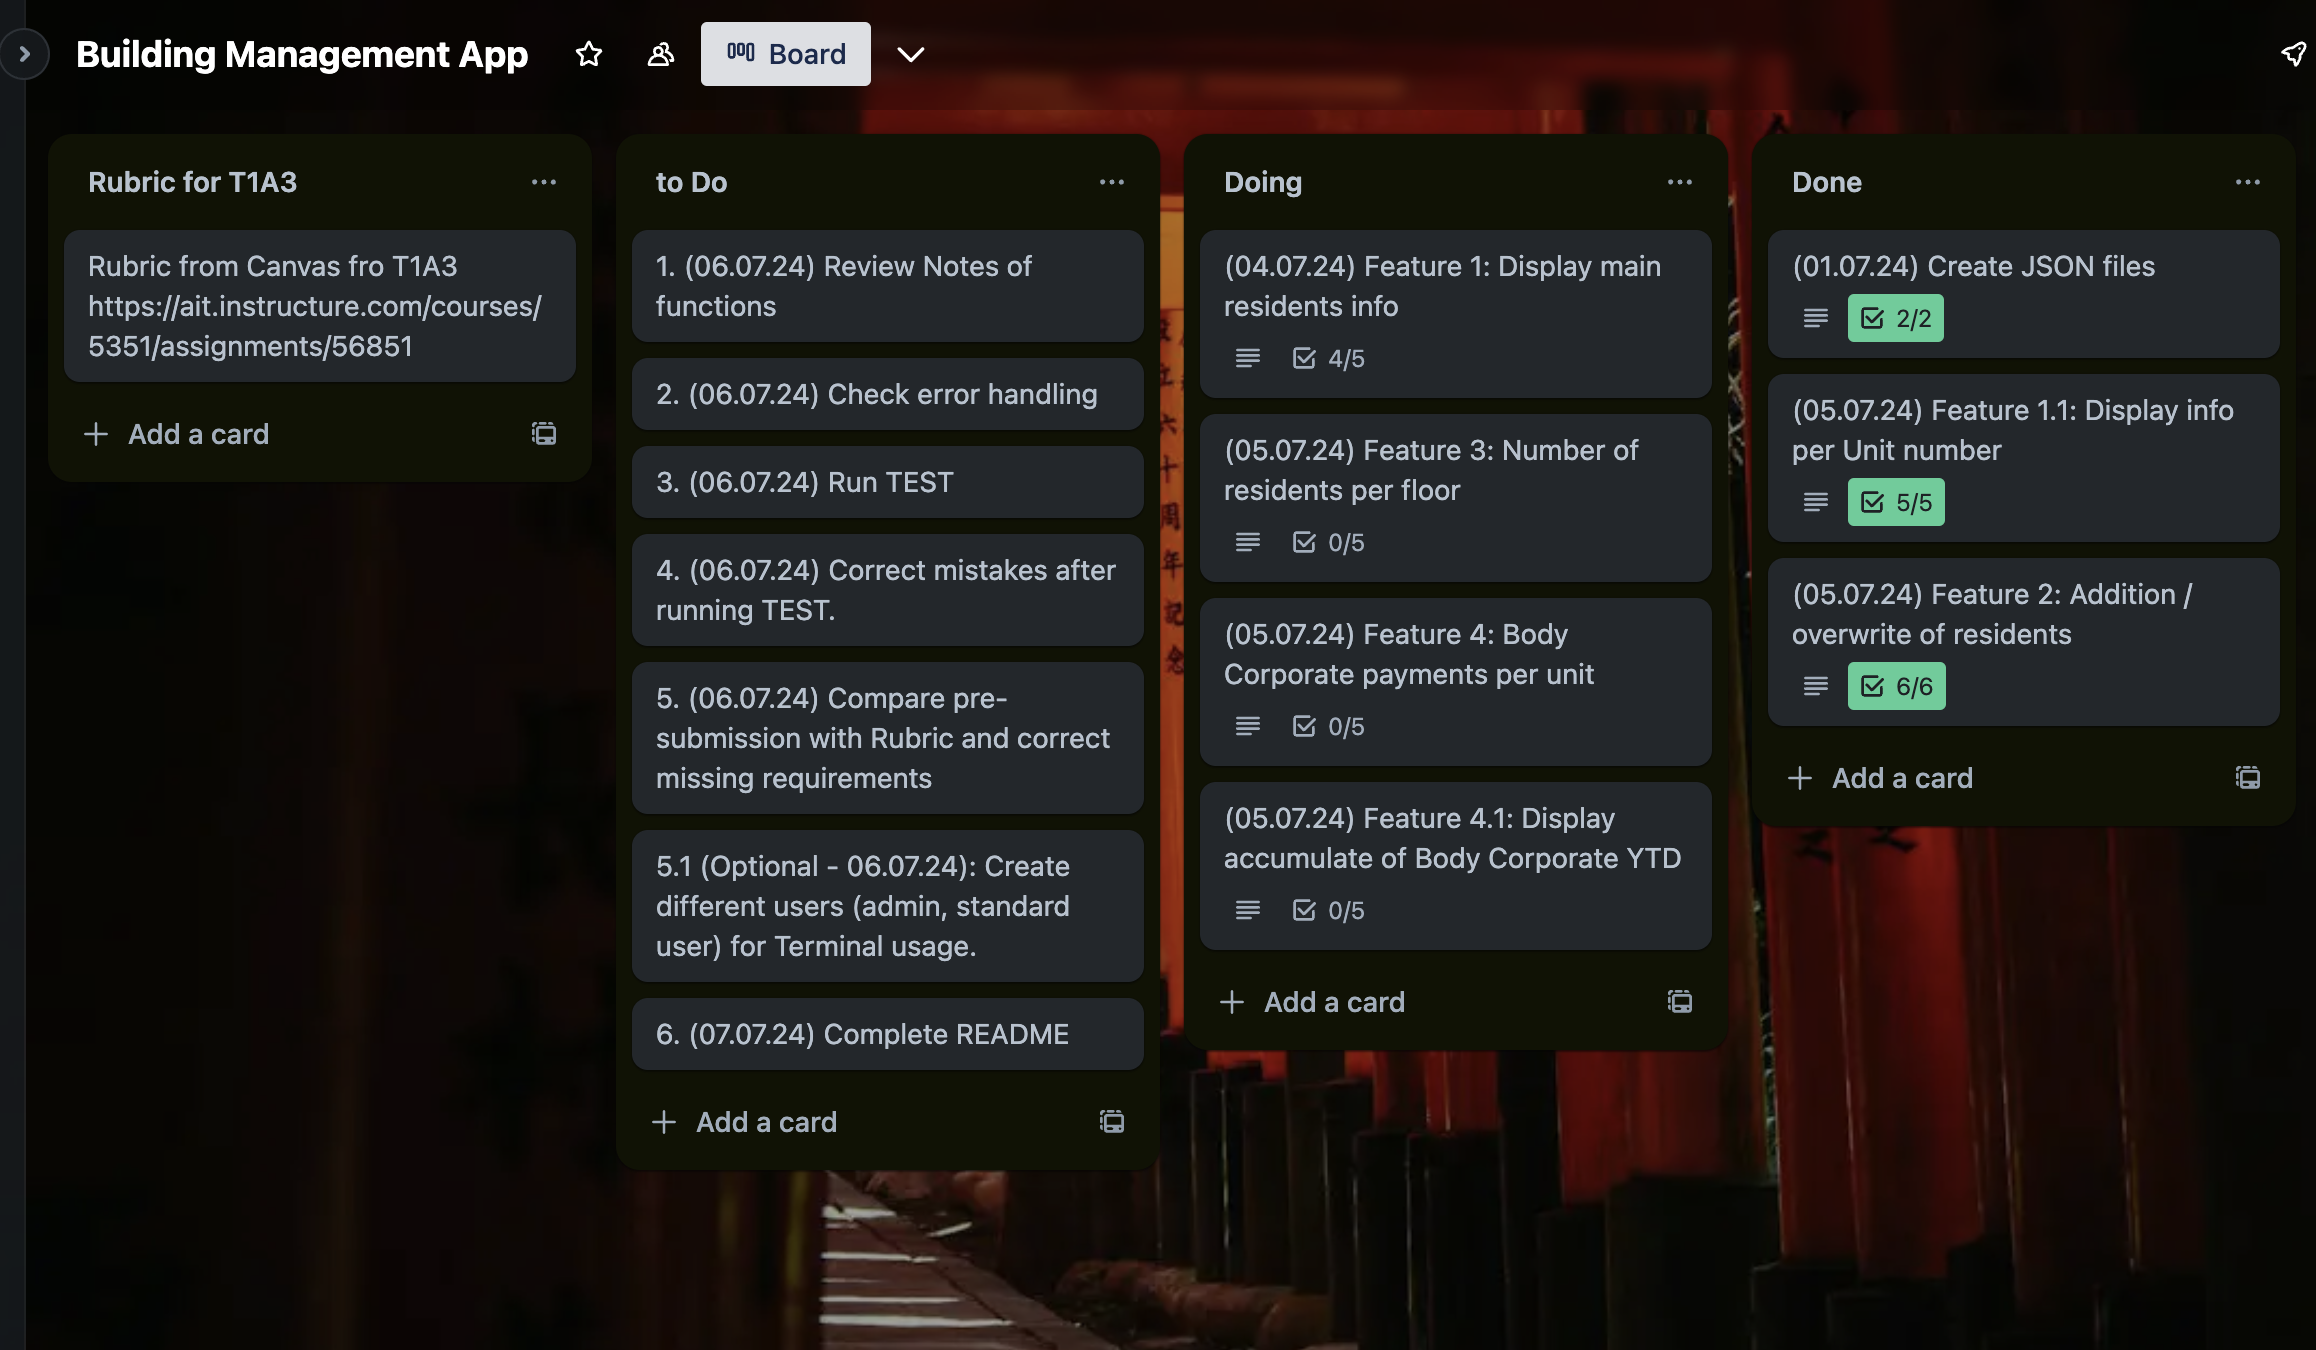 Building Management App
Board
Rubric for T1A3
Rubric from Canvas fro T1A3
https://ait.instructure.com/courses/
5351/assignments/56851
Add a card
to Do
1. (06.07.24) Review Notes of
functions
2. (06.07.24) Check error handling
3. (06.07.24) Run TEST
4. (06.07.24) Correct mistakes after
running TEST.
5. (06.07.24) Compare pre-
submission with Rubric and correct
missing requirements
5.1 (Optional - 06.07.24): Create
different users (admin, standard
user) for Terminal usage.
6. (07.07.24) Complete README
Add a card
Doing
(04.07.24) Feature 1: Display main
residents info
4/5
(05.07.24) Feature 3: Number of
residents per floor
0/5
(05.07.24) Feature 4: Body
Corporate payments per unit
0/5
(05.07.24) Feature 4.1: Display
accumulate of Body Corporate YTD
0/5
Add a card
Done
(01.07.24) Create JSON files
2/2
(05.07.24) Feature 1.1: Display info
per Unit number
5/5
(05.07.24) Feature 2: Addition /
overwrite of residents
6/6
Add a card